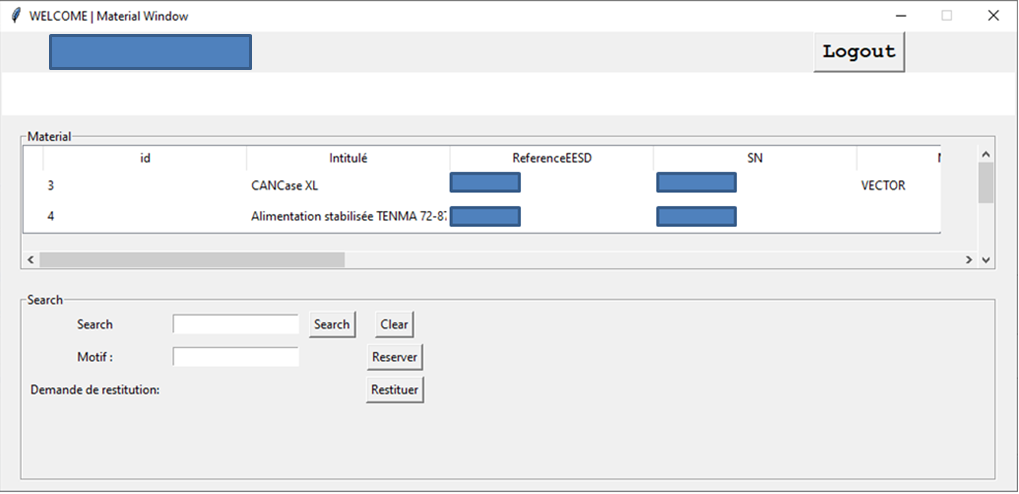 WELCOME | Material Window
Logout
Material
id Intitulé ReferenceEESD SN
3 CANCase XL VECTOR
4 Alimentation stabilisée TENMA 72-87
Search
Search Search Clear
Motif : Reserver
Demande de restitution: Restituer